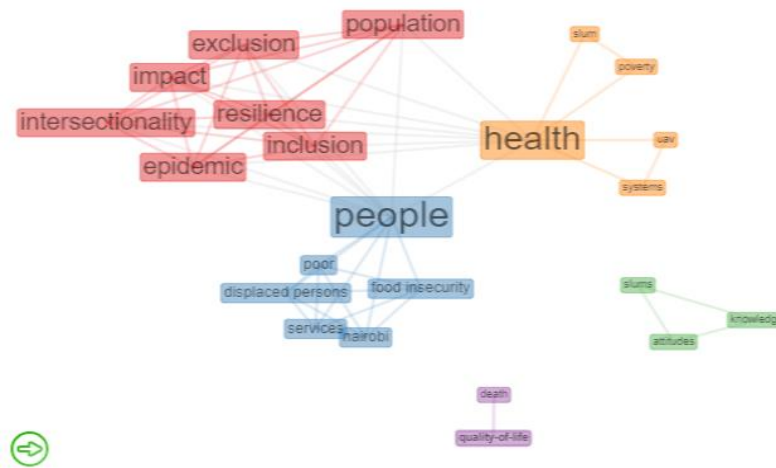 population
exclusion
impact
resilience
intersectionality
inclusion
epidemic
health
slum
poverty
uav
systems
people
poor
displaced persons
food insecurity
services
nairobi
slums
knowledg
attitudes
death
quality-of-life